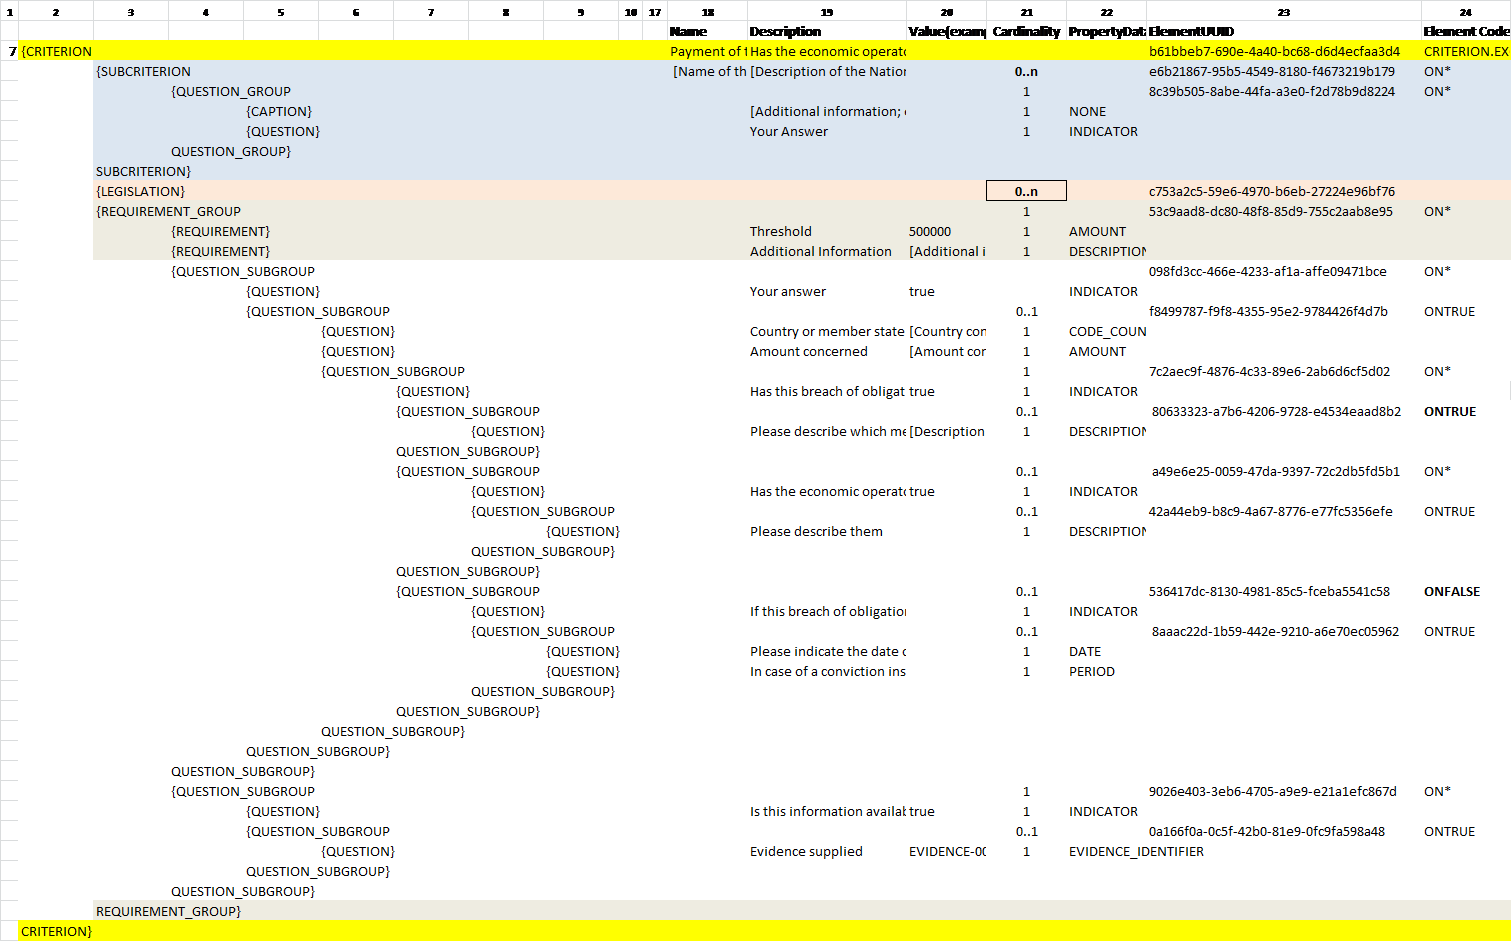 1 2 3 4 5 6 7 8 9 10 17 18 19 20 21 22 23 24
Name Description Value(exam Cardinality PropertyDat ElementUUID Element Code
7 {CRITERION Payment of t Has the economic operato b61bbeb7-690e-4a40-bc68-d6d4ecfaa3d4 CRITERION.EX
{SUBCRITERION [Name of th [Description of the Nation 0..n e6b21867-95b5-4549-8180-f4673219b179 ON*
{QUESTION_GROUP 1 8c39b505-8abe-44fa-a3e0-f2d78b9d8224 ON*
{CAPTION} [Additional information; 1 NONE
{QUESTION} Your Answer 1 INDICATOR
QUESTION_GROUP}
SUBCRITERION}
{LEGISLATION} 0..n c753a2c5-59e6-4970-b6eb-27224e96bf76
{REQUIREMENT_GROUP 1 53c9aad8-dc80-48f8-85d9-755c2aab8e95 ON*
{REQUIREMENT} Threshold 500000 1 AMOUNT
{REQUIREMENT} Additional Information [Additional i 1 DESCRIPTION
{QUESTION_SUBGROUP 098fd3cc-466e-4233-af1a-affe09471bce ON*
{QUESTION} Your answer true INDICATOR
{QUESTION_SUBGROUP 0..1 f8499787-f9f8-4355-95e2-9784426f4d7b ONTRUE
{QUESTION} Country or member state [Country con 1 CODE_COUN
{QUESTION} Amount concerned [Amount cor 1 AMOUNT
{QUESTION_SUBGROUP 1 7c2aec9f-4876-4c33-89e6-2ab6d6cf5d02 ON*
{QUESTION} Has this breach of obligat true 1 INDICATOR
{QUESTION_SUBGROUP 0..1 80633323-a7b6-4206-9728-e4534eaad8b2 ONTRUE
{QUESTION} Please describe which me [Description 1 DESCRIPTION
QUESTION_SUBGROUP}
{QUESTION_SUBGROUP 0..1 a49e6e25-0059-47da-9397-72c2db5fd5b1 ON*
{QUESTION} Has the economic operato true 1 INDICATOR
{QUESTION_SUBGROUP 0..1 42a44eb9-b8c9-4a67-8776-e77fc5356efe ONTRUE
{QUESTION} Please describe them 1 DESCRIPTION
QUESTION_SUBGROUP}
QUESTION_SUBGROUP}
{QUESTION_SUBGROUP 0..1 536417dc-8130-4981-85c5-fceba5541c58 ONFALSE
{QUESTION} If this breach of obligation 1 INDICATOR
{QUESTION_SUBGROUP 0..1 8aaac22d-1b59-442e-9210-a6e70ec05962 ONTRUE
{QUESTION} Please indicate the date o 1 DATE
{QUESTION} In case of a conviction ins 1 PERIOD
QUESTION_SUBGROUP}
QUESTION_SUBGROUP}
QUESTION_SUBGROUP}
QUESTION_SUBGROUP}
QUESTION_SUBGROUP}
{QUESTION_SUBGROUP 1 9026e403-3eb6-4705-a9e9-e21a1efc867d ON*
{QUESTION} Is this information availab true 1 INDICATOR
{QUESTION_SUBGROUP 0..1 0a166f0a-0c5f-42b0-81e9-0fc9fa598a48 ONTRUE
{QUESTION} Evidence supplied EVIDENCE-00 1 EVIDENCE_IDENTIFIER
QUESTION_SUBGROUP}
QUESTION_SUBGROUP}
REQUIREMENT_GROUP}
CRITERION}